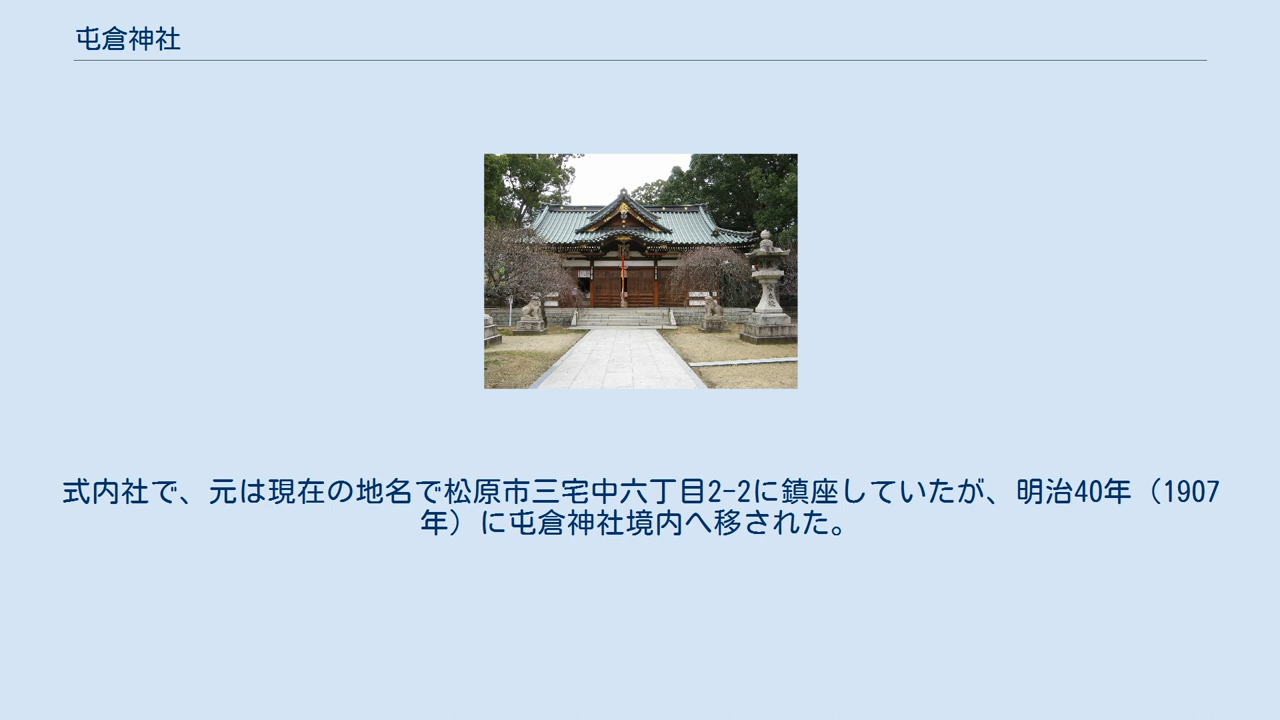 屯倉神社
式内社で、元は現在の地名で松原市三宅中六丁目2-2に鎮座していたが、明治40年（1907
年）に屯倉神社境内へ移された。